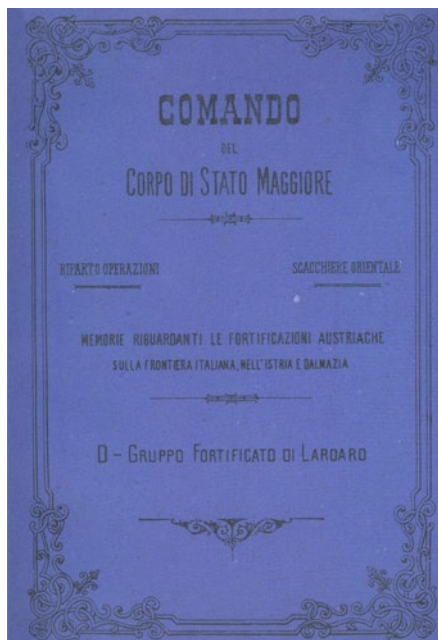 COMANDO
DEL
CORPO DI STATO MAGGIORE
RIPARTO OPERAZIONI
SCACCHIERE ORIENTALE
MEMORIE RIGUARDANTI LE FORTIFICAZIONI AUSTRIACHE
SULLA FRONTIERA ITALIANA, NELL'ISTRIA E DALMAZIA
D - GRUPPO FORTIFICATO DI LARDARO